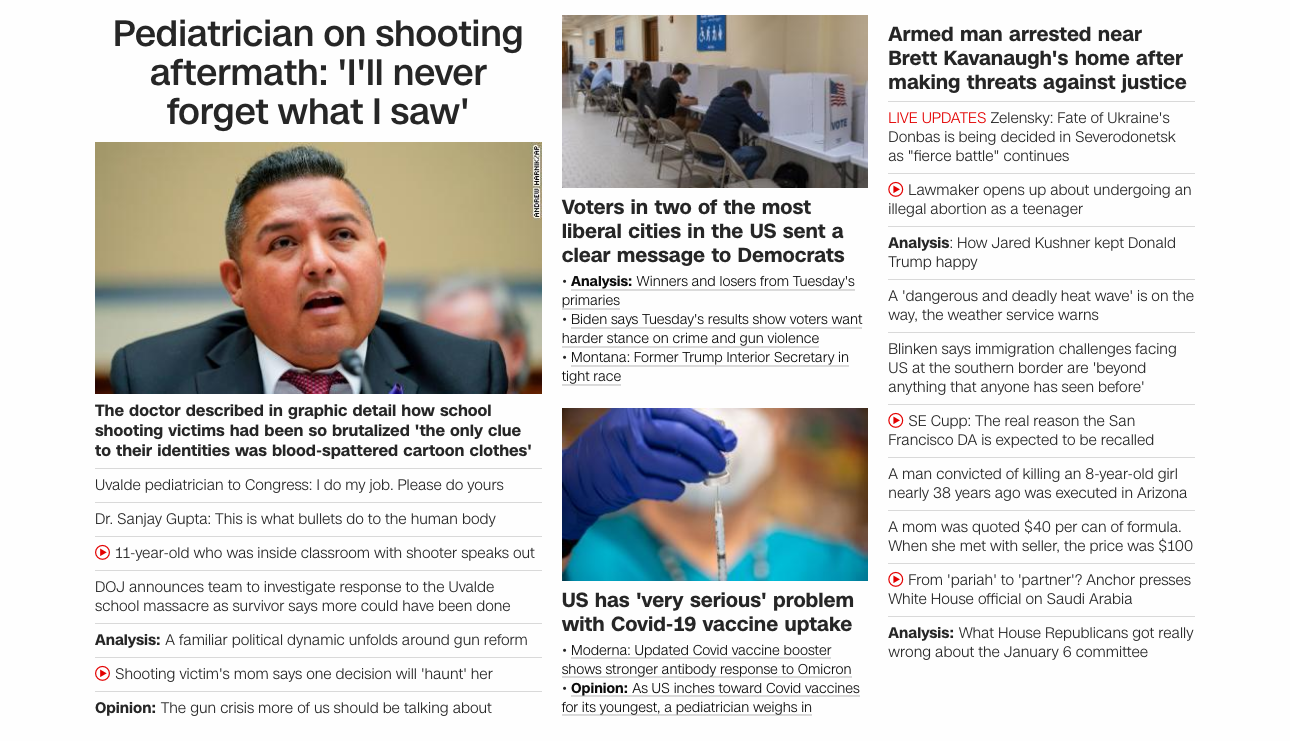 Pediatrician on shooting
aftermath: 'I'll never
forget what I saw'
ANDREW HARNIK/AP
The doctor described in graphic detail how school
shooting victims had been so brutalized 'the only clue
to their identities was blood-spattered cartoon clothes'
Uvalde pediatrician to Congress: I do my job. Please do yours
Dr. Sanjay Gupta: This is what bullets do to the human body
11-year-old who was inside classroom with shooter speaks out
DOJ announces team to investigate response to the Uvalde
school massacre as survivor says more could have been done
Analysis: A familiar political dynamic unfolds around gun reform
Shooting victim's mom says one decision will 'haunt' her
Opinion: The gun crisis more of us should be talking about
VOTE
Voters in two of the most
liberal cities in the US sent a
clear message to Democrats
• Analysis: Winners and losers from Tuesday's
primaries
• Biden says Tuesday's results show voters want
harder stance on crime and gun violence
• Montana: Former Trump Interior Secretary in
tight race
US has 'very serious' problem
with Covid-19 vaccine uptake
• Moderna: Updated Covid vaccine booster
shows stronger antibody response to Omicron
• Opinion: As US inches toward Covid vaccines
for its youngest, a pediatrician weighs in
Armed man arrested near
Brett Kavanaugh's home after
making threats against justice
LIVE UPDATES Zelensky: Fate of Ukraine's
Donbas is being decided in Severodonetsk
as "fierce battle" continues
Lawmaker opens up about undergoing an
illegal abortion as a teenager
Analysis: How Jared Kushner kept Donald
Trump happy
A 'dangerous and deadly heat wave' is on the
way, the weather service warns
Blinken says immigration challenges facing
US at the southern border are 'beyond
anything that anyone has seen before'
SE Cupp: The real reason the San
Francisco DA is expected to be recalled
A man convicted of killing an 8-year-old girl
nearly 38 years ago was executed in Arizona
A mom was quoted $40 per can of formula.
When she met with seller, the price was $100
From 'pariah' to 'partner'? Anchor presses
White House official on Saudi Arabia
Analysis: What House Republicans got really
wrong about the January 6 committee